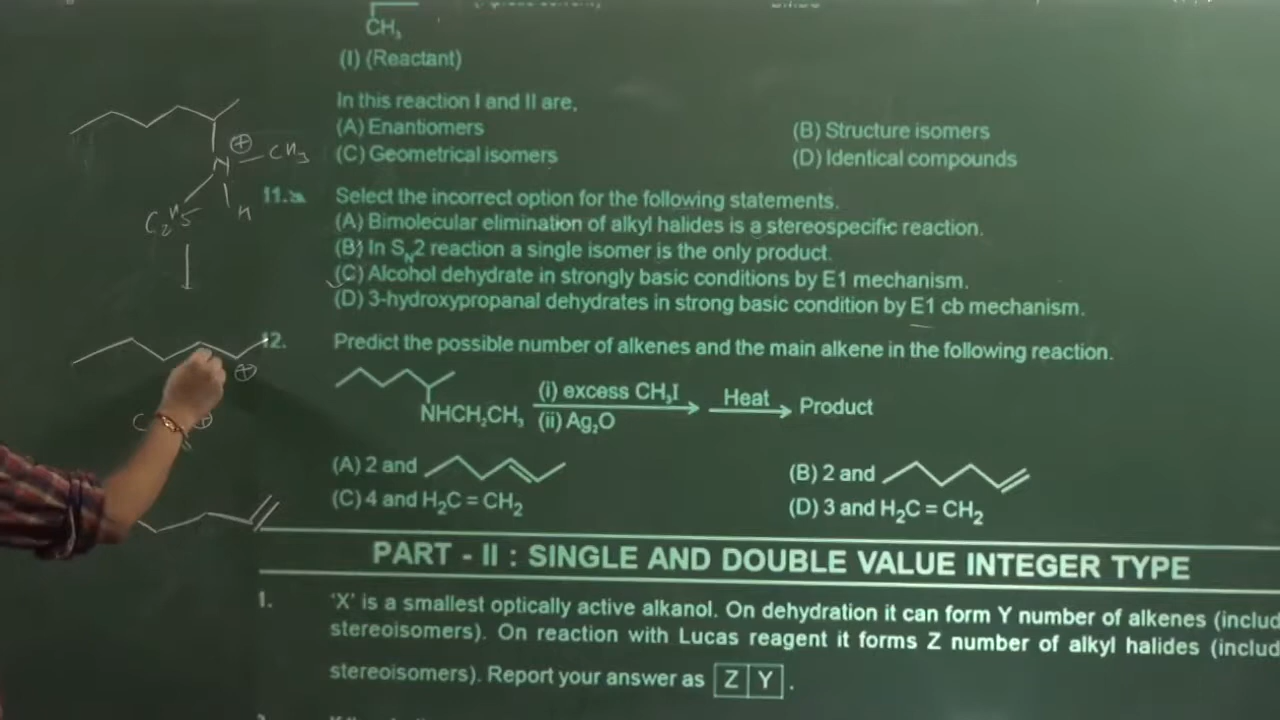 CH₃
(I) (Reactant)
In this reaction I and II are,
(A) Enantiomers (B) Structure isomers
(C) Geometrical isomers (D) Identical compounds
11. Select the incorrect option for the following statements.
(A) Bimolecular elimination of alkyl halides is a stereospecific reaction.
(B) In S_N2 reaction a single isomer is the only product.
(C) Alcohol dehydrate in strongly basic conditions by E1 mechanism.
(D) 3-hydroxypropanal dehydrates in strong basic condition by E1 cb mechanism.
12. Predict the possible number of alkenes and the main alkene in the following reaction.
(i) excess CH₃I Heat Product
NHCH₂CH₃ (ii) Ag₂O
(A) 2 and (B) 2 and
(C) 4 and H₂C = CH₂ (D) 3 and H₂C = CH₂
PART - II : SINGLE AND DOUBLE VALUE INTEGER TYPE
1. 'X' is a smallest optically active alkanol. On dehydration it can form Y number of alkenes (includ
stereoisomers). On reaction with Lucas reagent it forms Z number of alkyl halides (includ
stereoisomers). Report your answer as Z Y .
⊕
N CH₃
C₂H₅ H
⊕